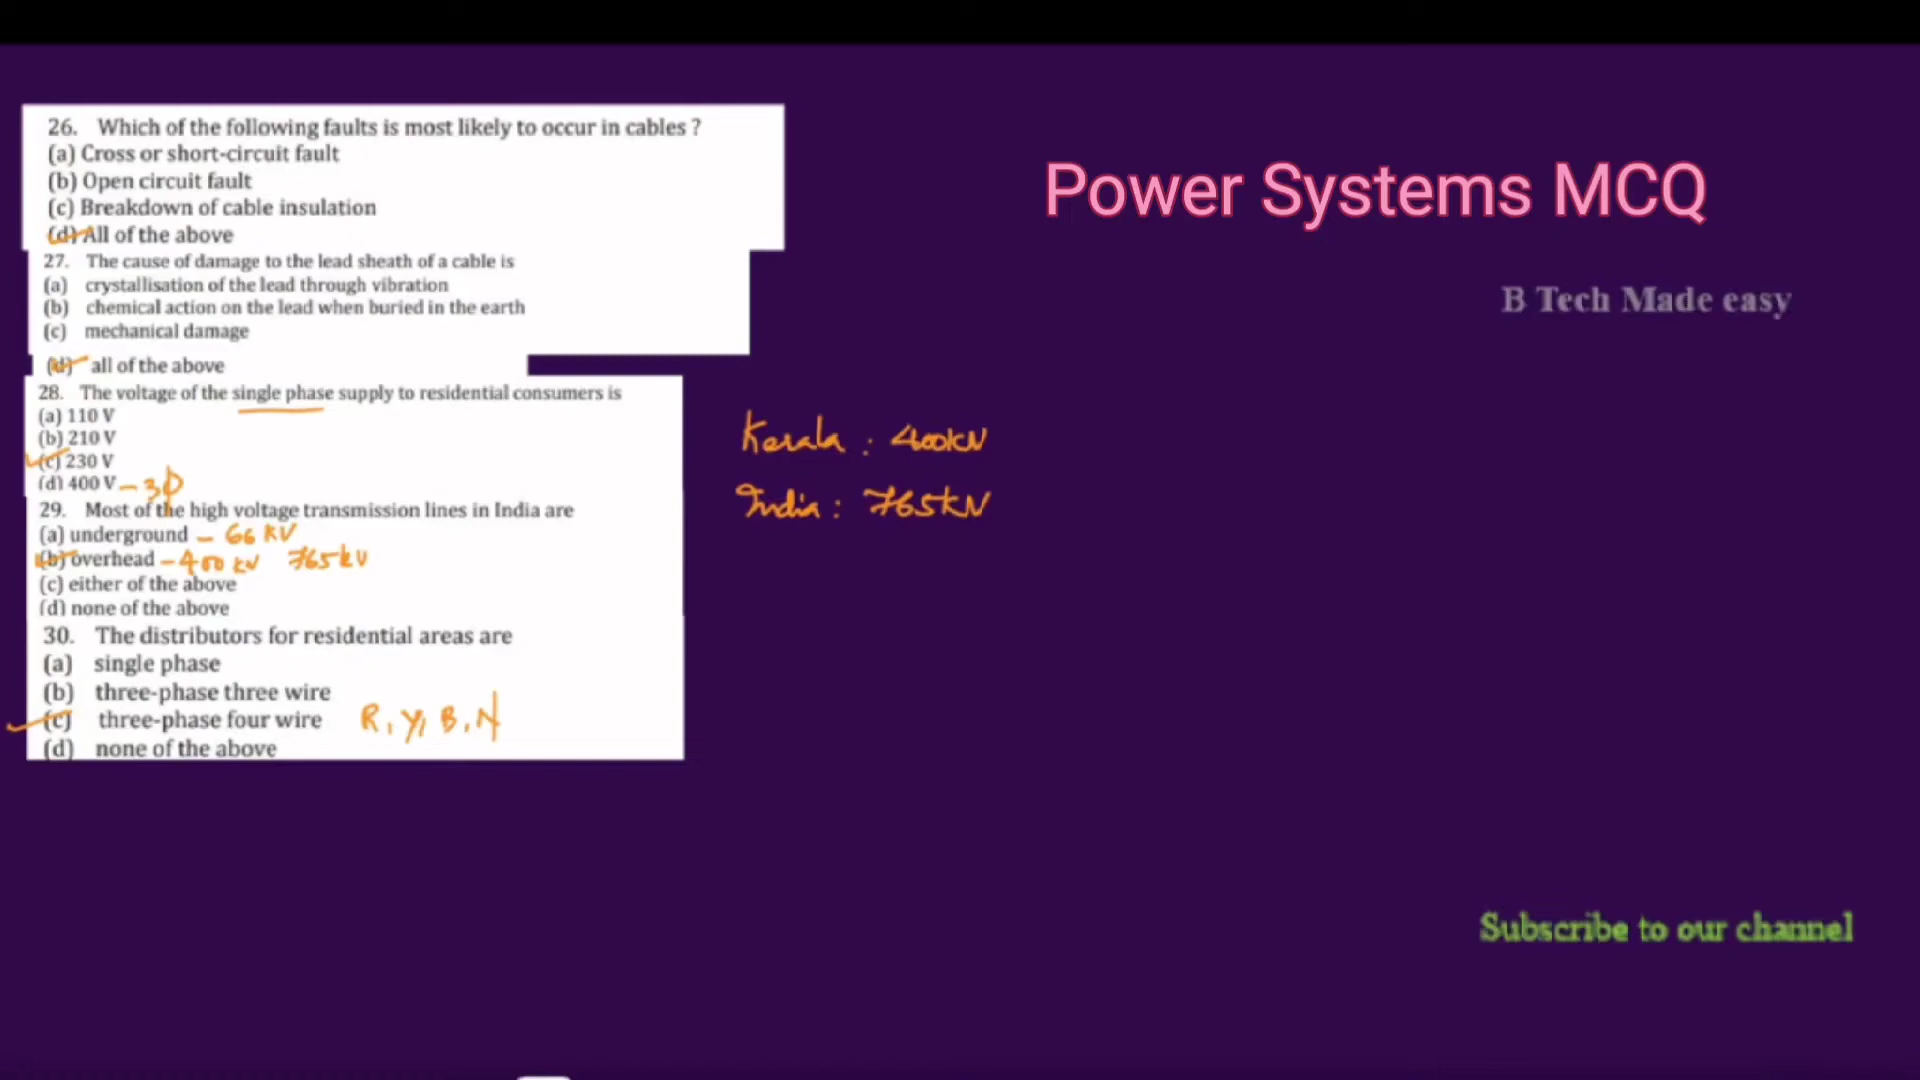 26. Which of the following faults is most likely to occur in cables ?
(a) Cross or short-circuit fault
(b) Open circuit fault
(c) Breakdown of cable insulation
(d) All of the above
27. The cause of damage to the lead sheath of a cable is
(a) crystallisation of the lead through vibration
(b) chemical action on the lead when buried in the earth
(c) mechanical damage
(d) all of the above
28. The voltage of the single phase supply to residential consumers is
(a) 110 V
(b) 210 V
(c) 230 V
(d) 400 V - 3ϕ
29. Most of the high voltage transmission lines in India are
(a) underground - 66 KV
(b) overhead - 400 kV 765 kV
(c) either of the above
(d) none of the above
30. The distributors for residential areas are
(a) single phase
(b) three-phase three wire
(c) three-phase four wire R, Y, B, N
(d) none of the above
Kerala : 400kV
India : 765kV
Power Systems MCQ
B Tech Made easy
Subscribe to our channel